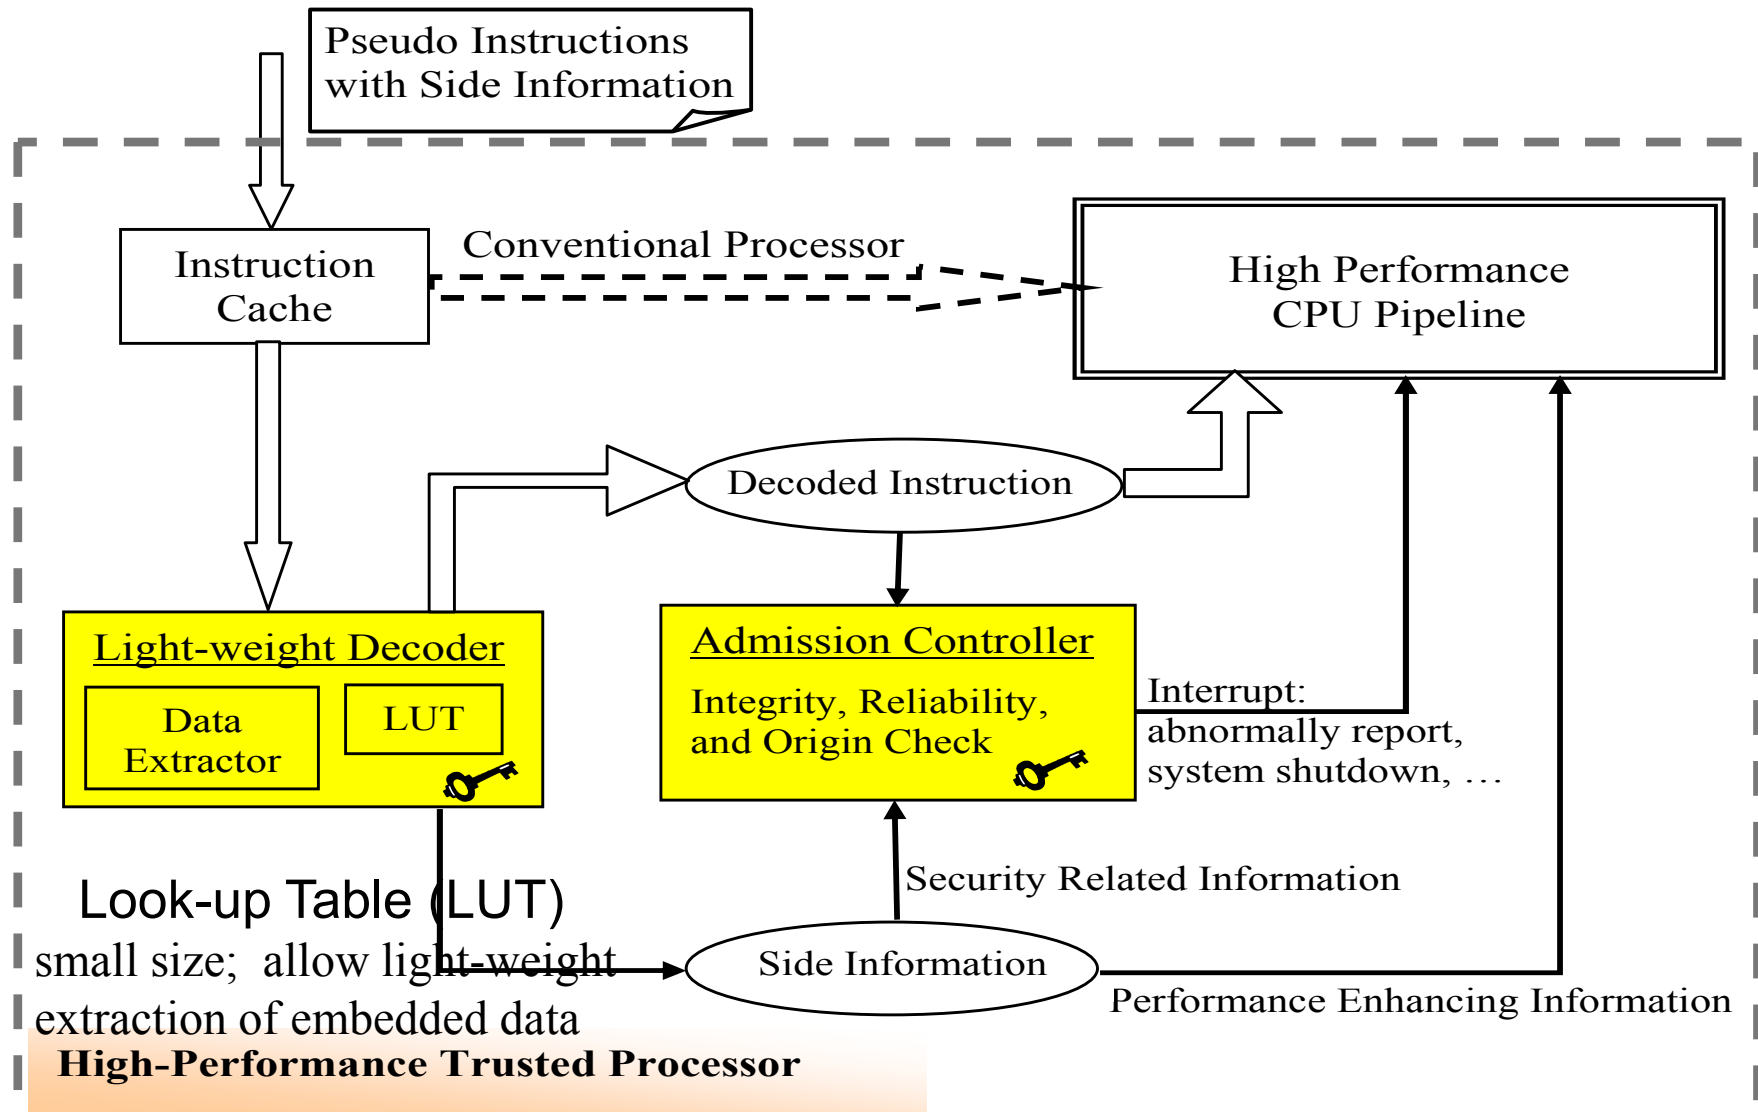 Pseudo Instructions
with Side Information
Instruction
Cache
Conventional Processor
High Performance
CPU Pipeline
Decoded Instruction
Light-weight Decoder
Data
Extractor
LUT
Admission Controller
Integrity, Reliability,
and Origin Check
Interrupt:
abnormally report,
system shutdown, …
Security Related Information
Look-up Table (LUT)
small size;  allow light-weight
extraction of embedded data
Side Information
Performance Enhancing Information
High-Performance Trusted Processor